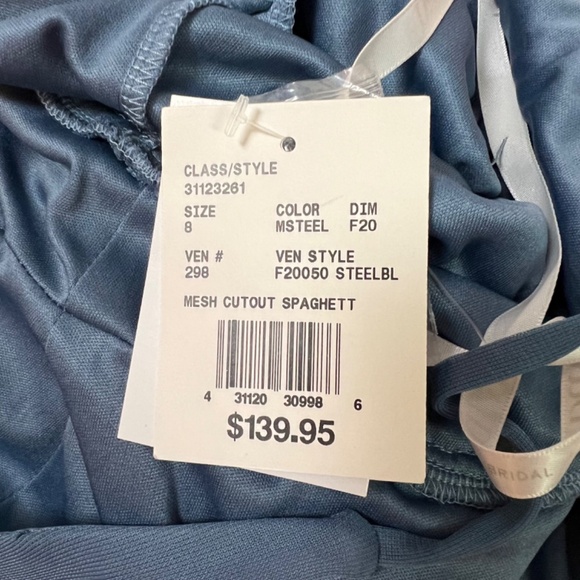 CLASS/STYLE
31123261
SIZE COLOR DIM
8 MSTEEL F20
VEN # VEN STYLE
298 F20050 STEELBL
MESH CUTOUT SPAGHETT
4 31120 30998 6
$139.95
BRIDAL